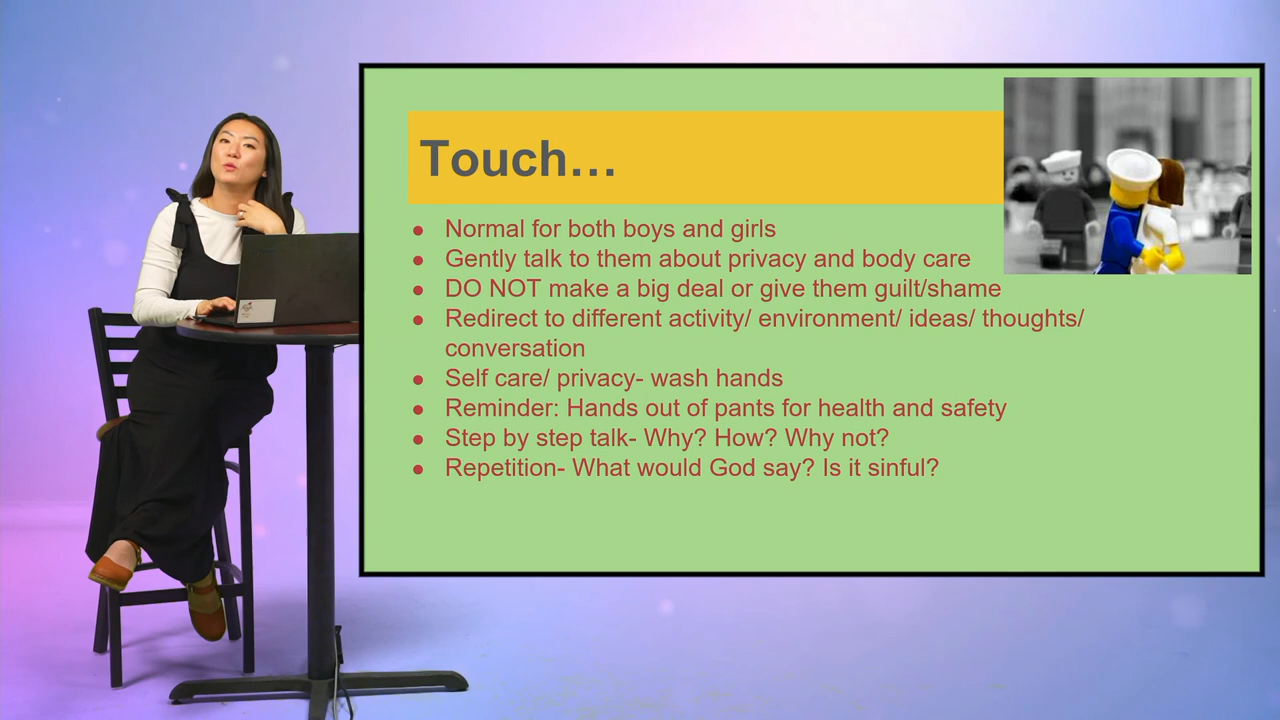 Touch...
● Normal for both boys and girls
● Gently talk to them about privacy and body care
● DO NOT make a big deal or give them guilt/shame
● Redirect to different activity/ environment/ ideas/ thoughts/
conversation
● Self care/ privacy- wash hands
● Reminder: Hands out of pants for health and safety
● Step by step talk- Why? How? Why not?
● Repetition- What would God say? Is it sinful?